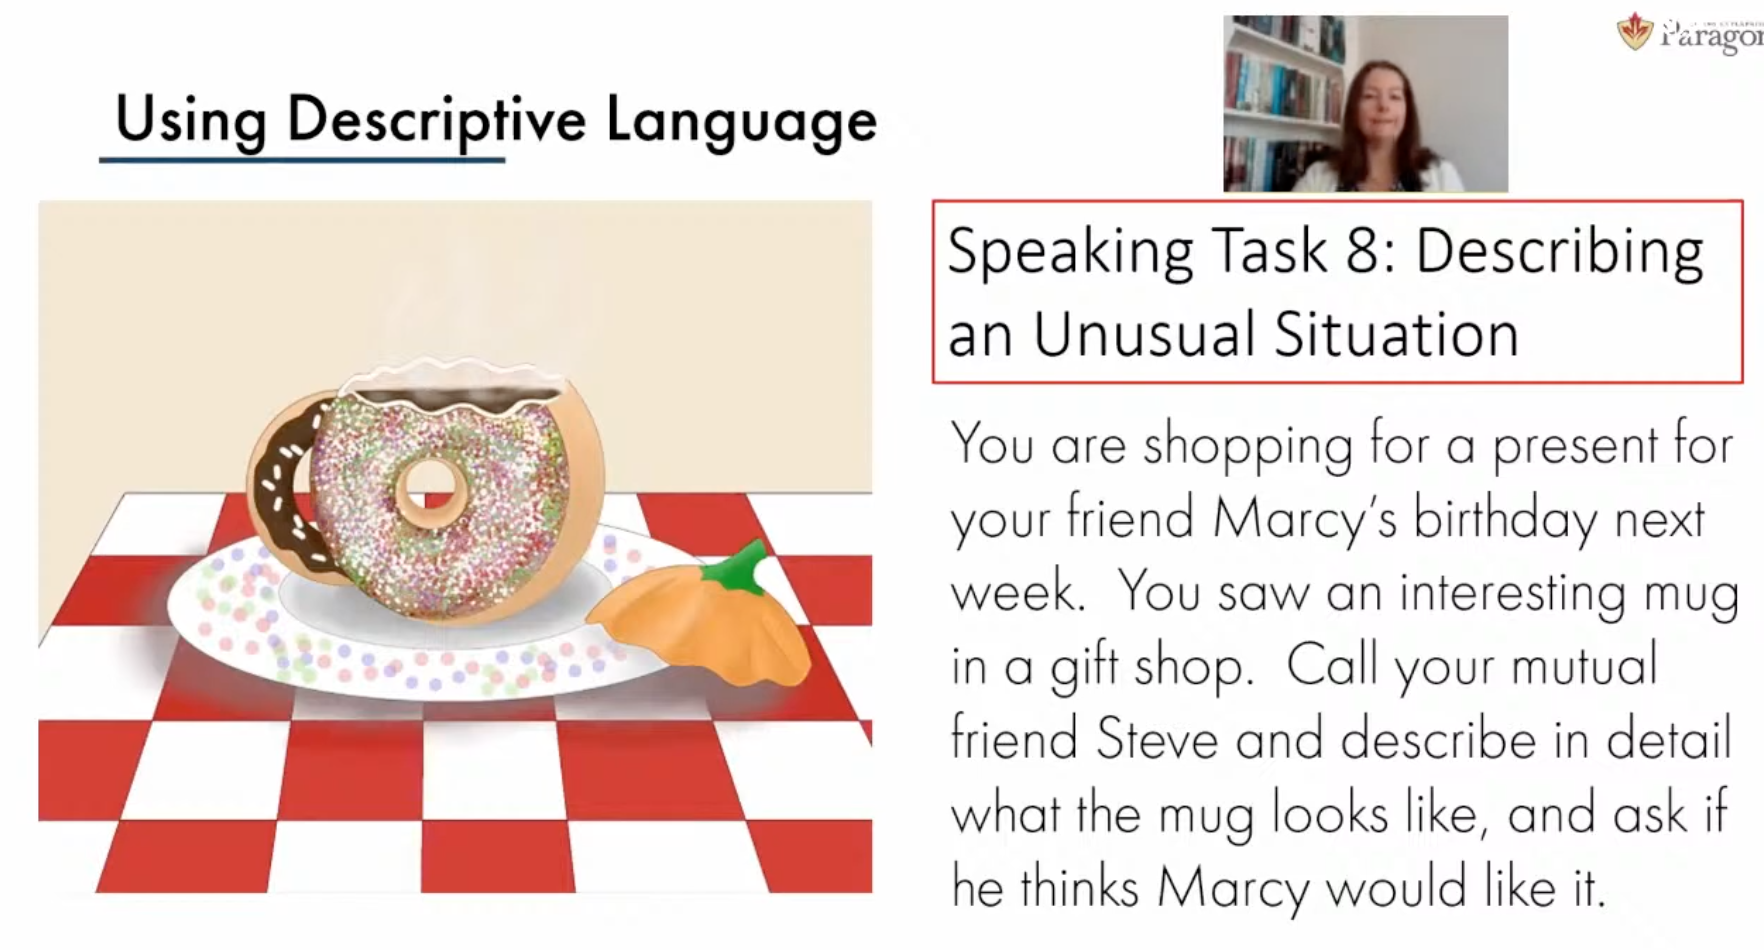 Paragon
Using Descriptive Language
Speaking Task 8: Describing
an Unusual Situation
You are shopping for a present for
your friend Marcy's birthday next
week. You saw an interesting mug
in a gift shop. Call your mutual
friend Steve and describe in detail
what the mug looks like, and ask if
he thinks Marcy would like it.